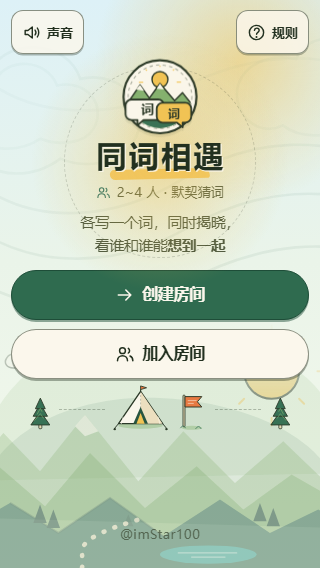 声音
规则
词
词
同词相遇
2~4 人 · 默契猜词
各写一个词，同时揭晓，
看谁和谁能想到一起
创建房间
加入房间
@imStar100